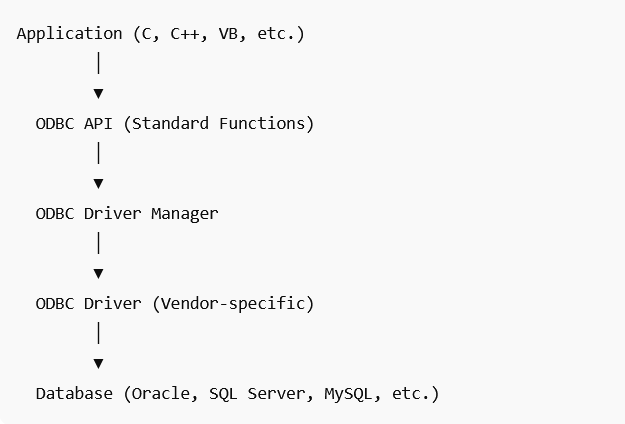 Application (C, C++, VB, etc.)
│
▼
ODBC API (Standard Functions)
│
▼
ODBC Driver Manager
│
▼
ODBC Driver (Vendor-specific)
│
▼
Database (Oracle, SQL Server, MySQL, etc.)